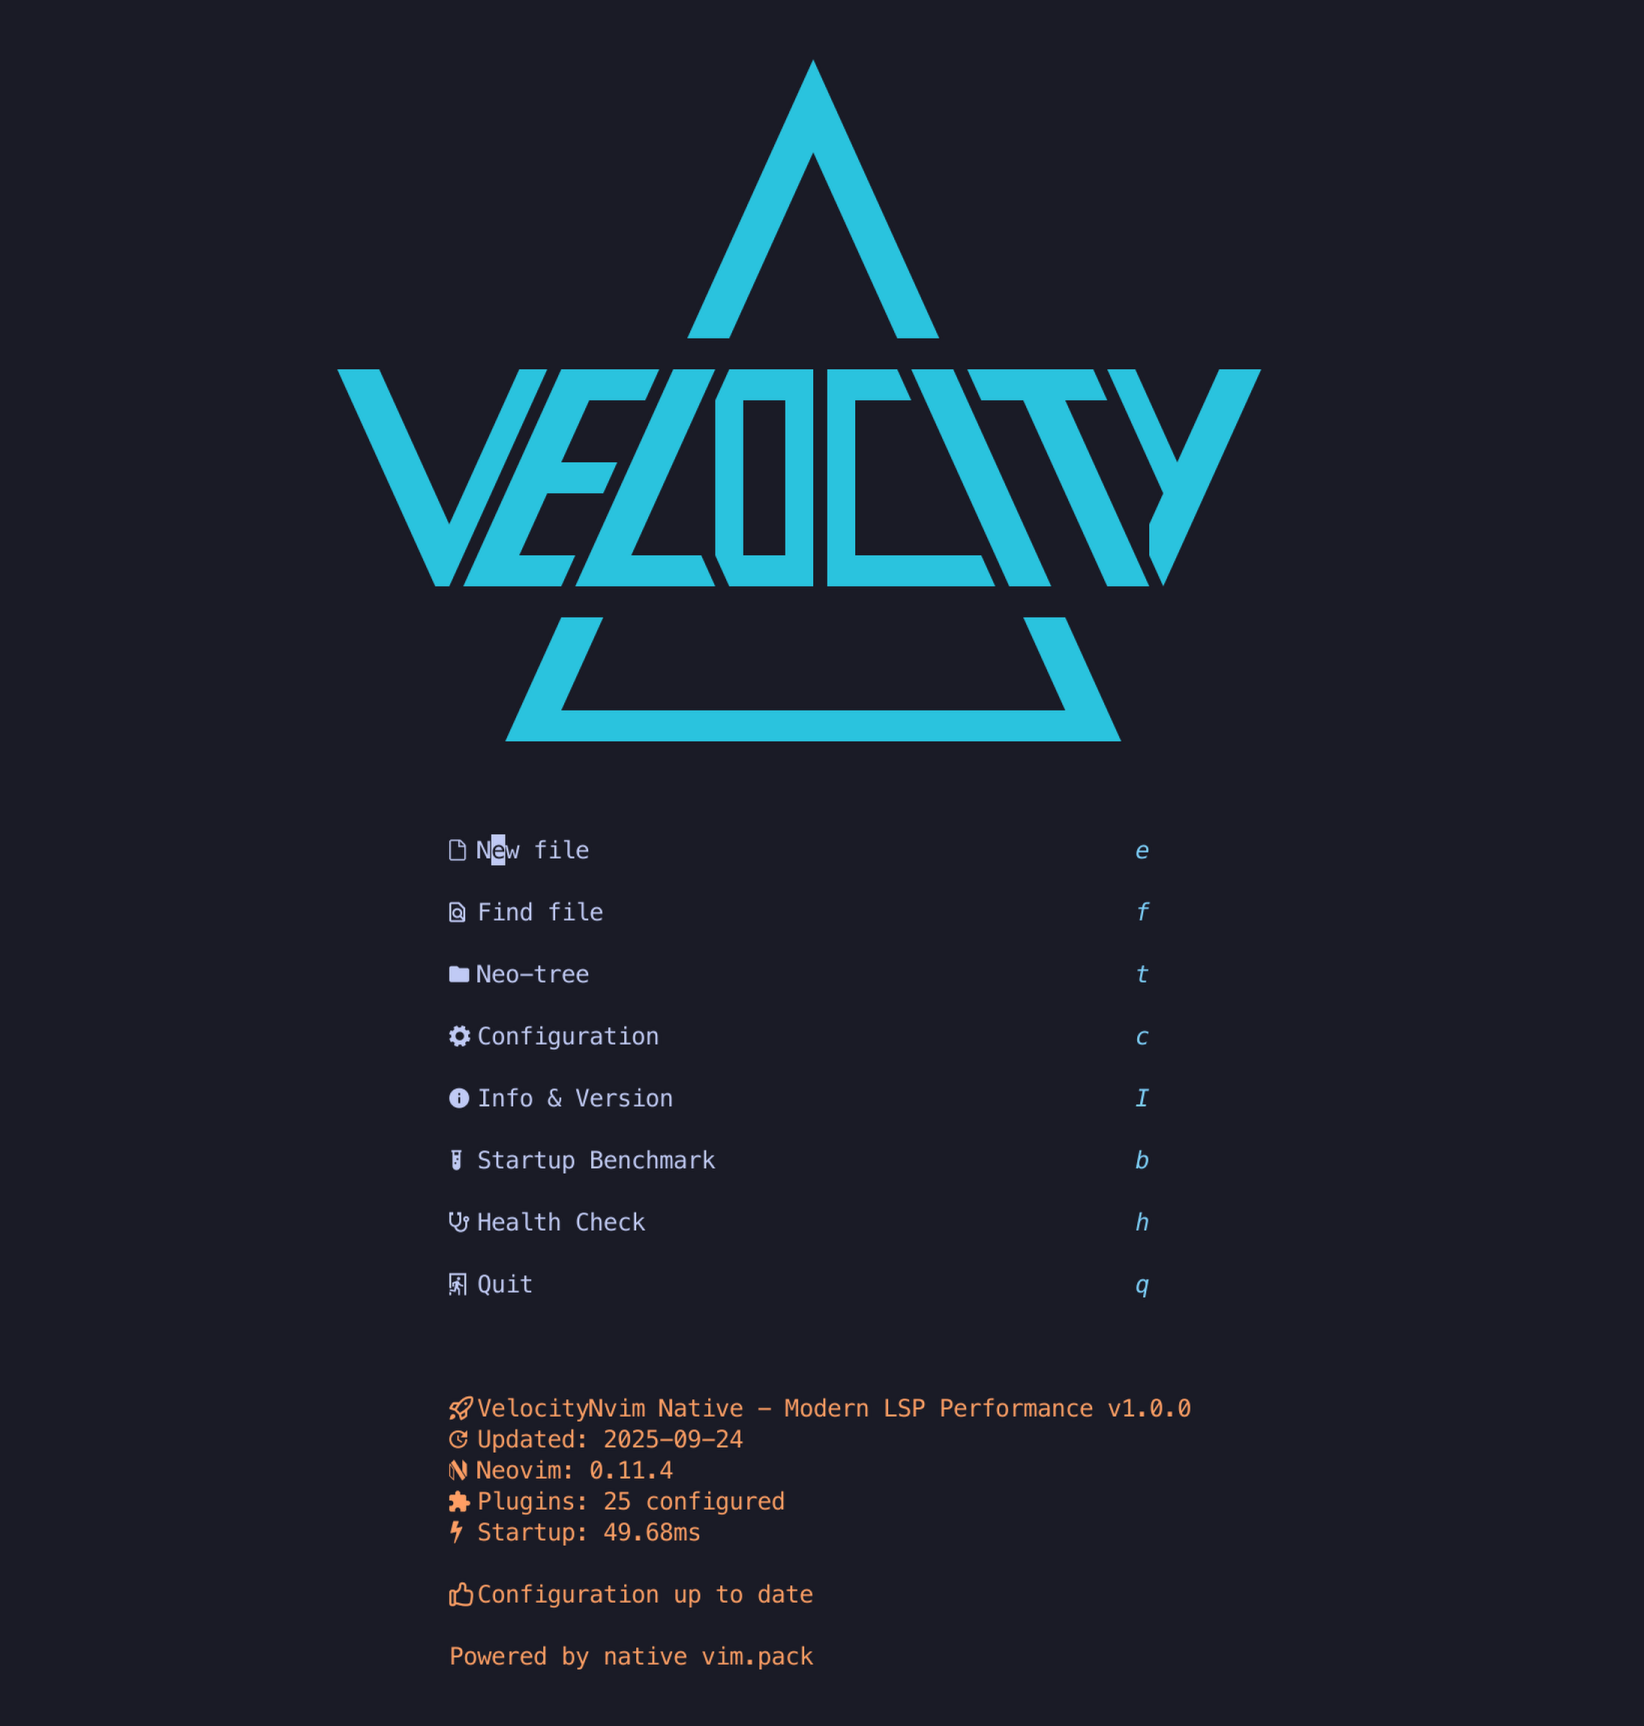 VELOCITY
New file e
Find file f
Neo-tree t
Configuration c
Info & Version I
Startup Benchmark b
Health Check h
Quit q
VelocityNvim Native - Modern LSP Performance v1.0.0
Updated: 2025-09-24
Neovim: 0.11.4
Plugins: 25 configured
Startup: 49.68ms
Configuration up to date
Powered by native vim.pack